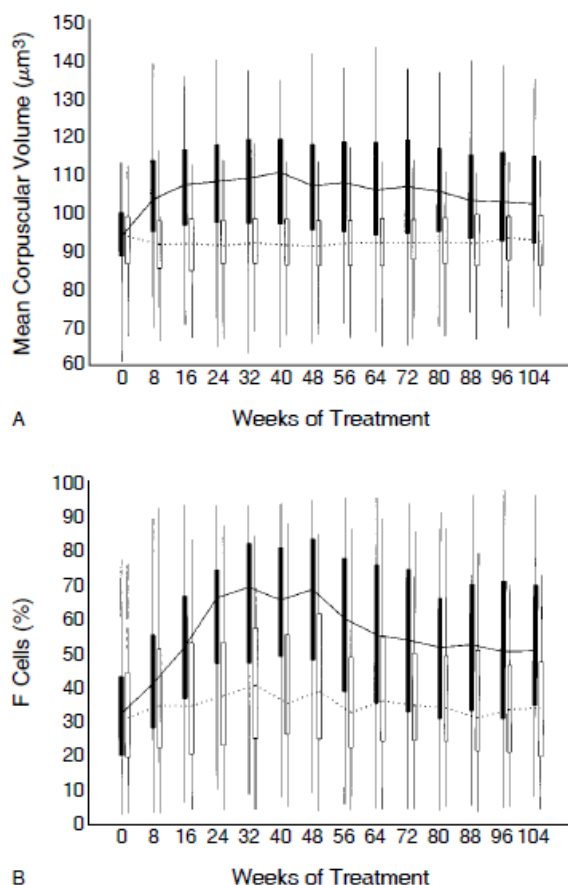 Mean Corpuscular Volume (μm³)
150
140
130
120
110
100
90
80
70
60
0 8 16 24 32 40 48 56 64 72 80 88 96 104
A
Weeks of Treatment
F Cells (%)
100
90
80
70
60
50
40
30
20
10
0
0 8 16 24 32 40 48 56 64 72 80 88 96 104
B
Weeks of Treatment